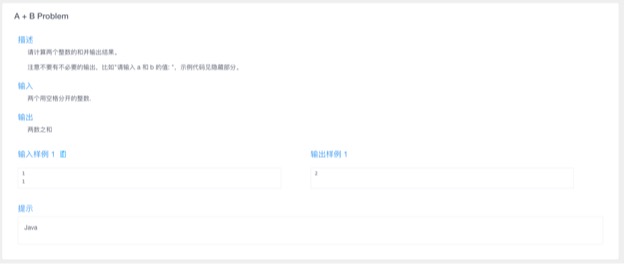 A + B Problem
描述
请计算两个整数的和并输出结果。
注意不要有不必要的输出，比如"请输入 a 和 b 的值: "，示例代码见隐藏部分。
输入
两个用空格分开的整数.
输出
两数之和
输入样例 1
输出样例 1
1
1
2
提示
Java